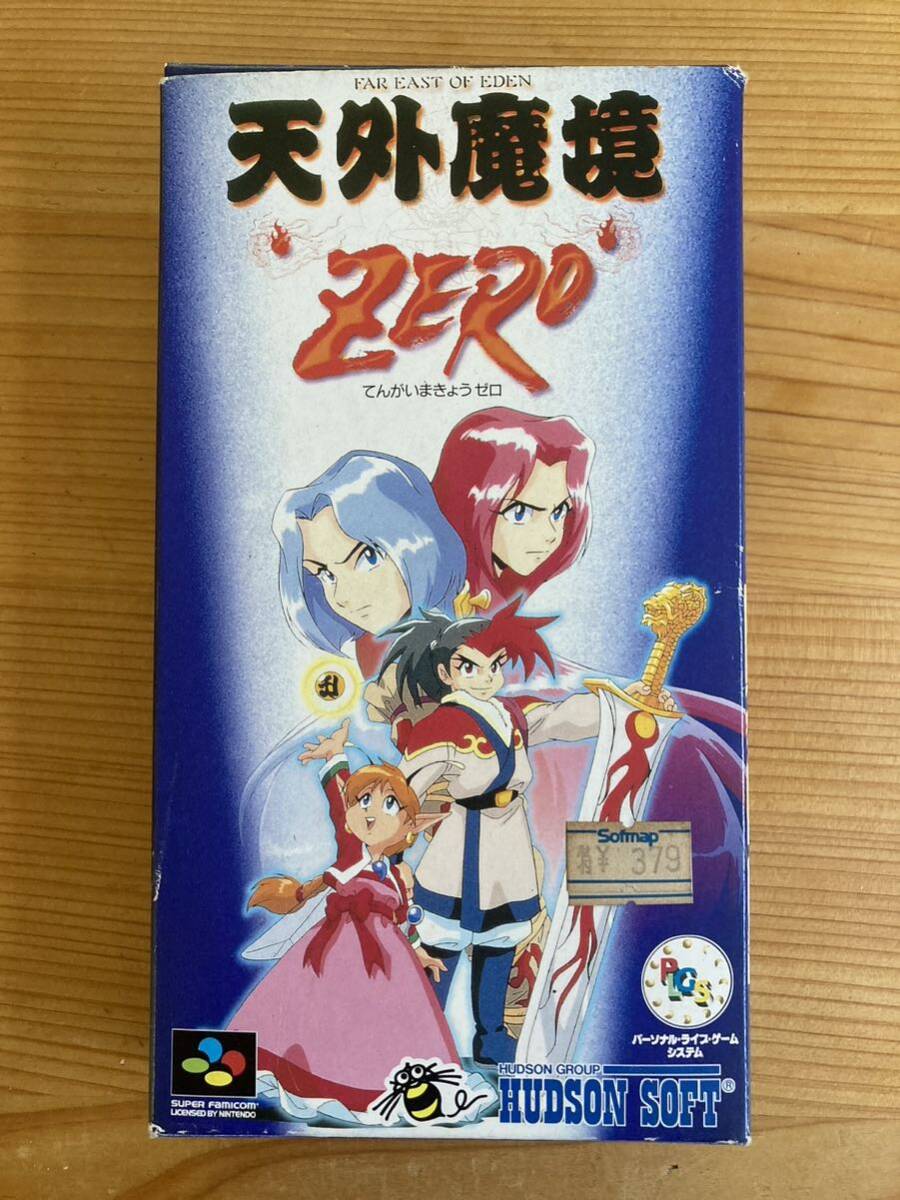 FAR EAST OF EDEN
天外魔境
ZERO
てんがいまきょうゼロ
Sofmap
¥ 379
PLGS
パーソナル・ライブ・ゲーム
システム
SUPER FAMICOM
LICENSED BY NINTENDO
HUDSON GROUP
HUDSON SOFT®